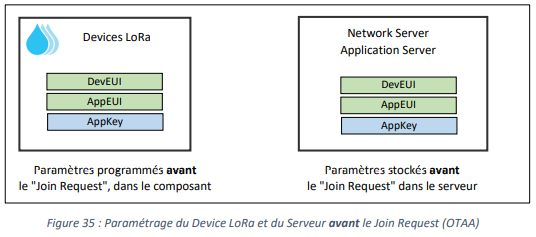 Devices LoRa
DevEUI
AppEUI
AppKey
Paramètres programmés avant
le "Join Request", dans le composant
Network Server
Application Server
DevEUI
AppEUI
AppKey
Paramètres stockés avant
le "Join Request" dans le serveur
Figure 35 : Paramétrage du Device LoRa et du Serveur avant le Join Request (OTAA)